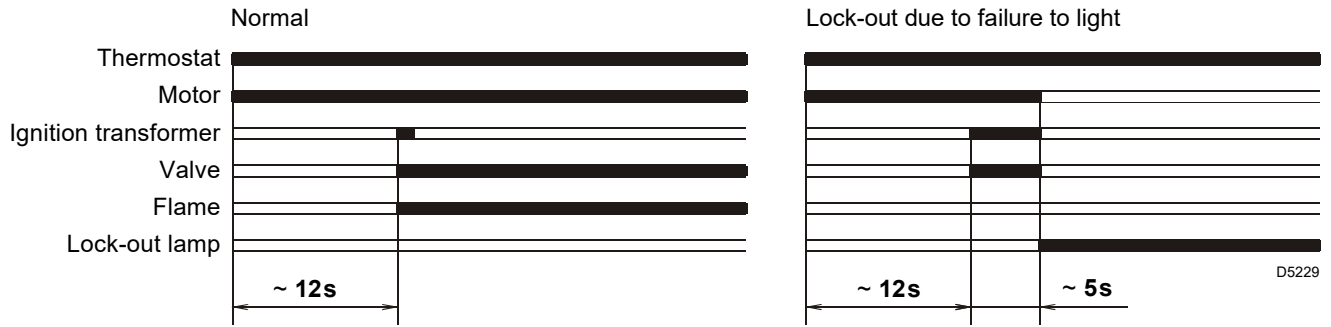 Normal
Lock-out due to failure to light
Thermostat
Motor
Ignition transformer
Valve
Flame
Lock-out lamp
D5229
~ 12s
~ 12s
~ 5s